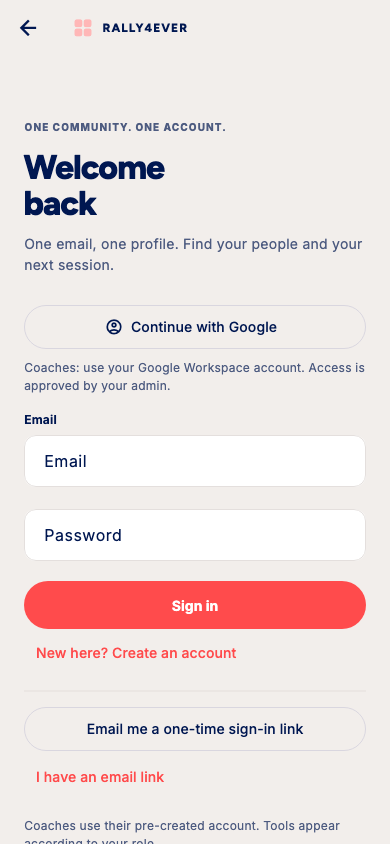 RALLY4EVER
ONE COMMUNITY. ONE ACCOUNT.
Welcome
back
One email, one profile. Find your people and your
next session.
Continue with Google
Coaches: use your Google Workspace account. Access is
approved by your admin.
Email
Email
Password
Sign in
New here? Create an account
Email me a one-time sign-in link
I have an email link
Coaches use their pre-created account. Tools appear
according to your role.